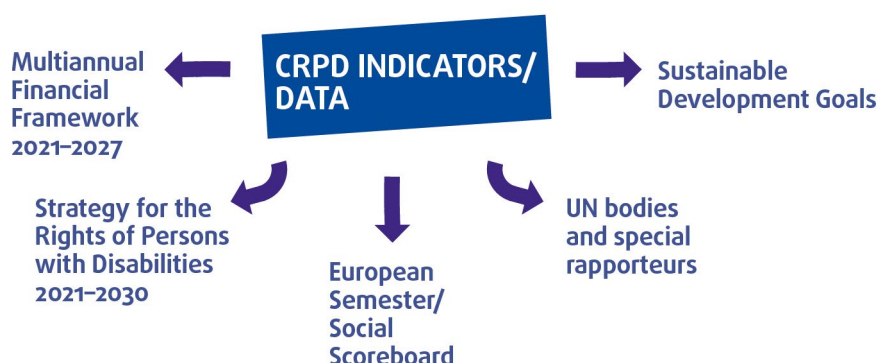 CRPD INDICATORS/
DATA
Multiannual
Financial
Framework
2021–2027
Sustainable
Development Goals
Strategy for the
Rights of Persons
with Disabilities
2021–2030
European
Semester/
Social
Scoreboard
UN bodies
and special
rapporteurs